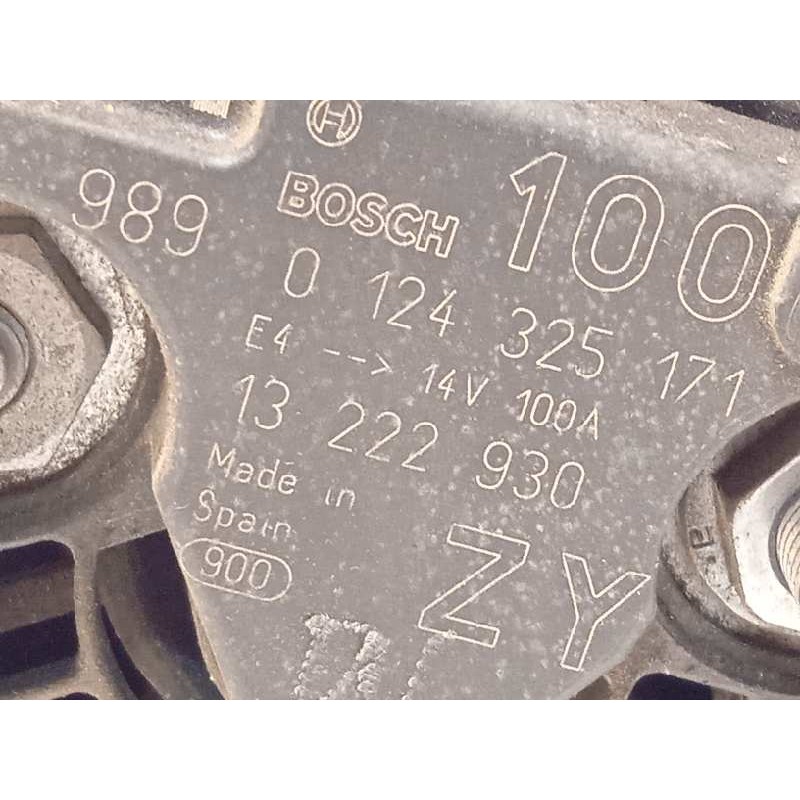 989 BOSCH 100
0 124 325 171
E4 --> 14V 100A
13 222 930
Made in
Spain
900
ZY